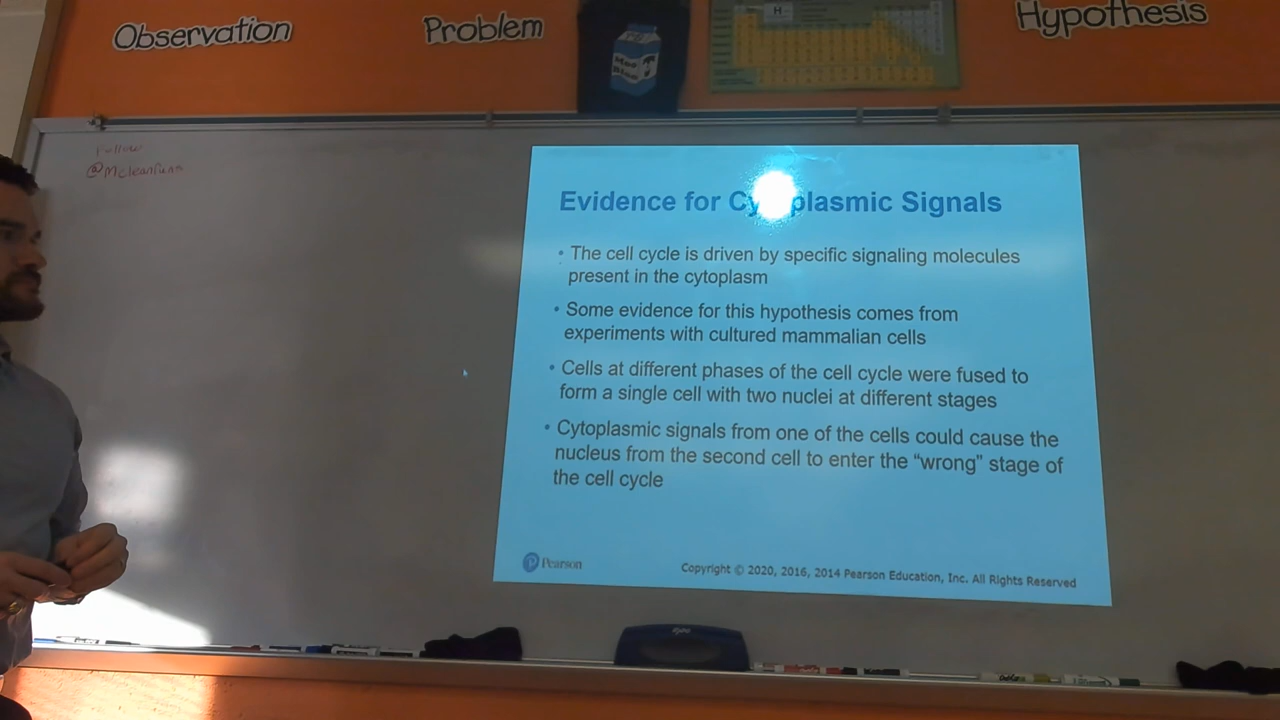 Observation
Problem
Hypothesis
Moo
H
Follow
Evidence for Cytoplasmic Signals
• The cell cycle is driven by specific signaling molecules
present in the cytoplasm
• Some evidence for this hypothesis comes from
experiments with cultured mammalian cells
• Cells at different phases of the cell cycle were fused to
form a single cell with two nuclei at different stages
• Cytoplasmic signals from one of the cells could cause the
nucleus from the second cell to enter the “wrong” stage of
the cell cycle
Pearson
Copyright © 2020, 2016, 2014 Pearson Education, Inc. All Rights Reserved
EXPO